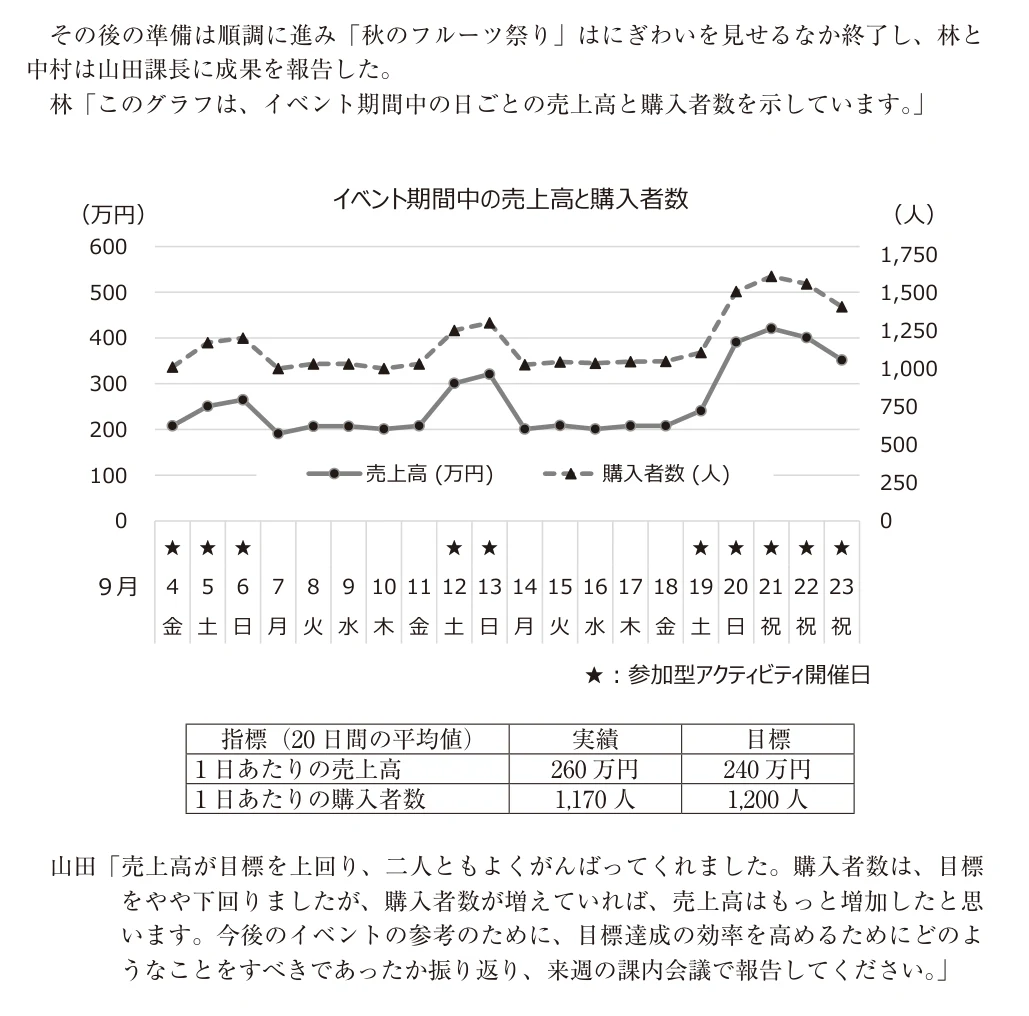 その後の準備は順調に進み「秋のフルーツ祭り」はにぎわいを見せるなか終了し、林と
中村は山田課長に成果を報告した。
林「このグラフは、イベント期間中の日ごとの売上高と購入者数を示しています。」
イベント期間中の売上高と購入者数
(万円) (人)
600 1,750
500 1,500
400 1,250
300 1,000
200 750
100 500
0 250
0
売上高 (万円) 購入者数 (人)
★ ★ ★ ★ ★ ★ ★ ★ ★ ★
9月 4 5 6 7 8 9 10 11 12 13 14 15 16 17 18 19 20 21 22 23
金 土 日 月 火 水 木 金 土 日 月 火 水 木 金 土 日 祝 祝 祝
★：参加型アクティビティ開催日
指標（20 日間の平均値） 実績 目標
1日あたりの売上高 260 万円 240 万円
1日あたりの購入者数 1,170 人 1,200 人
山田「売上高が目標を上回り、二人ともよくがんばってくれました。購入者数は、目標
をやや下回りましたが、購入者数が増えていれば、売上高はもっと増加したと思
います。今後のイベントの参考のために、目標達成の効率を高めるためにどのよ
うなことをすべきであったか振り返り、来週の課内会議で報告してください。」